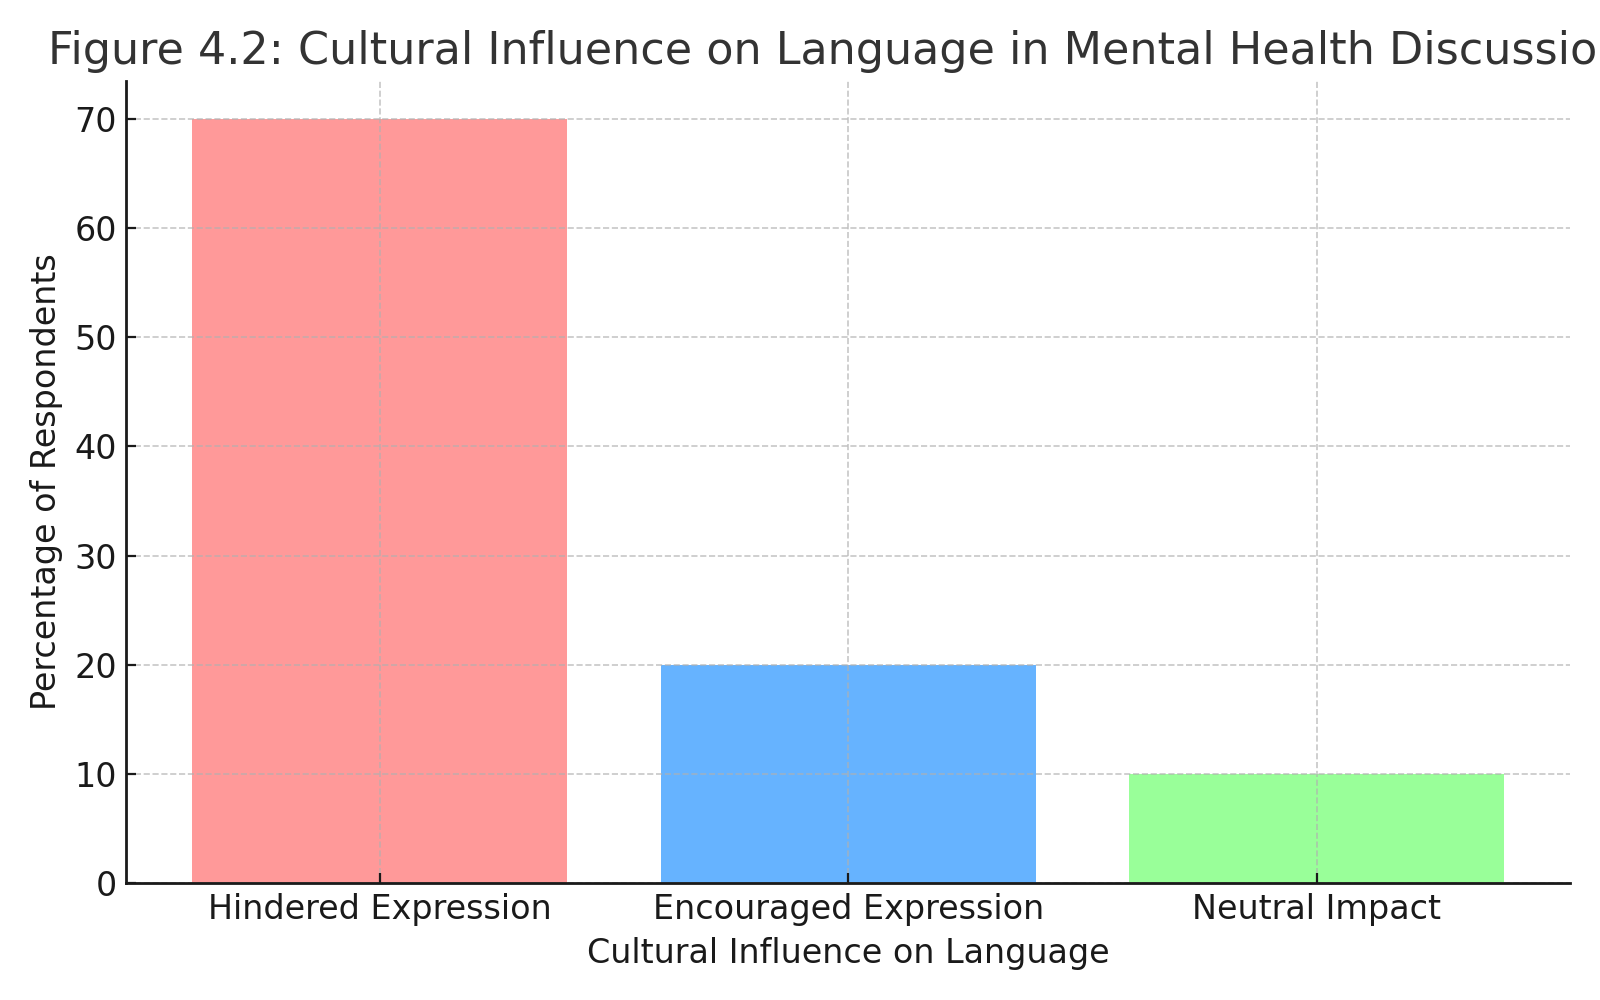 Figure 4.2: Cultural Influence on Language in Mental Health Discussio
Percentage of Respondents
70
60
50
40
30
20
10
0
Hindered Expression Encouraged Expression Neutral Impact
Cultural Influence on Language